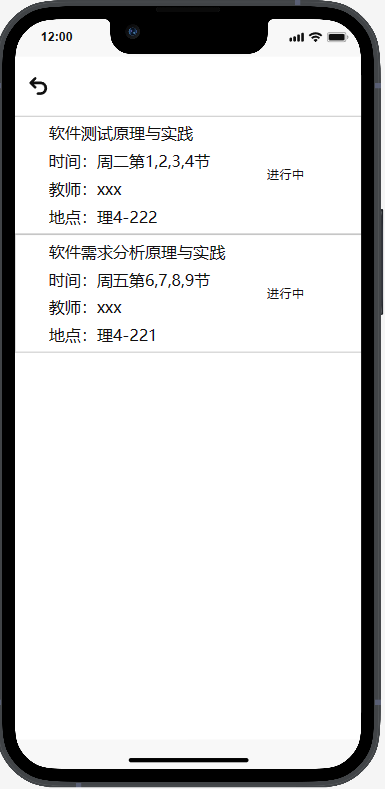 12:00
软件测试原理与实践
时间：周二第1,2,3,4节
教师：xxx
地点：理4-222
进行中
软件需求分析原理与实践
时间：周五第6,7,8,9节
教师：xxx
地点：理4-221
进行中